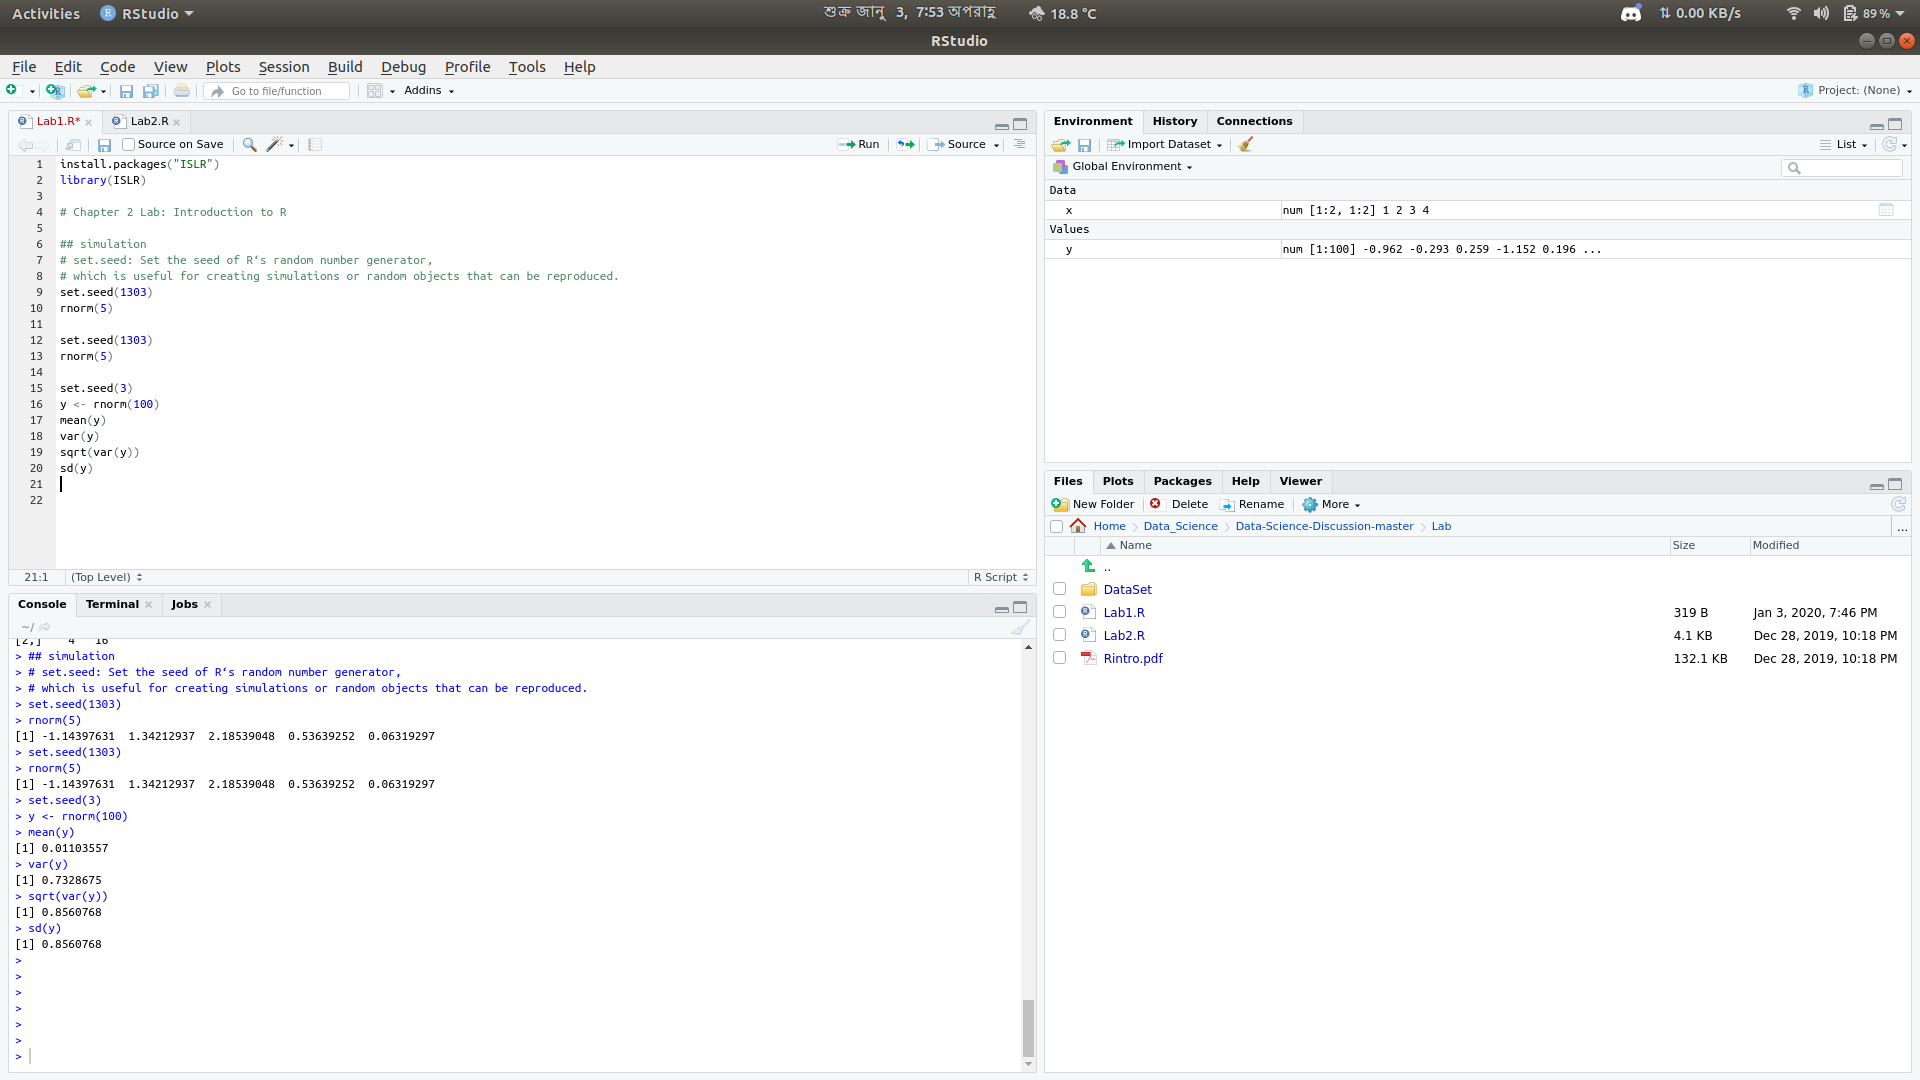 Activities RStudio শুক্র জানু 3, 7:53 অপরাহ্ণ 18.8 °C 0.00 KB/s 89 %
RStudio
File Edit Code View Plots Session Build Debug Profile Tools Help
Go to file/function Addins Project: (None)
Lab1.R* Lab2.R
Source on Save Run Source
1 install.packages("ISLR")
2 library(ISLR)
3
4 # Chapter 2 Lab: Introduction to R
5
6 ## simulation
7 # set.seed: Set the seed of R‘s random number generator,
8 # which is useful for creating simulations or random objects that can be reproduced.
9 set.seed(1303)
10 rnorm(5)
11
12 set.seed(1303)
13 rnorm(5)
14
15 set.seed(3)
16 y <- rnorm(100)
17 mean(y)
18 var(y)
19 sqrt(var(y))
20 sd(y)
21
22
21:1 (Top Level) R Script
Console Terminal Jobs
~/
[2,] 4 16
> ## simulation
> # set.seed: Set the seed of R‘s random number generator,
> # which is useful for creating simulations or random objects that can be reproduced.
> set.seed(1303)
> rnorm(5)
[1] -1.14397631 1.34212937 2.18539048 0.53639252 0.06319297
> set.seed(1303)
> rnorm(5)
[1] -1.14397631 1.34212937 2.18539048 0.53639252 0.06319297
> set.seed(3)
> y <- rnorm(100)
> mean(y)
[1] 0.01103557
> var(y)
[1] 0.7328675
> sqrt(var(y))
[1] 0.8560768
> sd(y)
[1] 0.8560768
>
>
>
>
>
>
>
Environment History Connections
Import Dataset List
Global Environment
Data
x num [1:2, 1:2] 1 2 3 4
Values
y num [1:100] -0.962 -0.293 0.259 -1.152 0.196 ...
Files Plots Packages Help Viewer
New Folder Delete Rename More
Home Data_Science Data-Science-Discussion-master Lab ...
Name Size Modified
..
DataSet
Lab1.R 319 B Jan 3, 2020, 7:46 PM
Lab2.R 4.1 KB Dec 28, 2019, 10:18 PM
Rintro.pdf 132.1 KB Dec 28, 2019, 10:18 PM